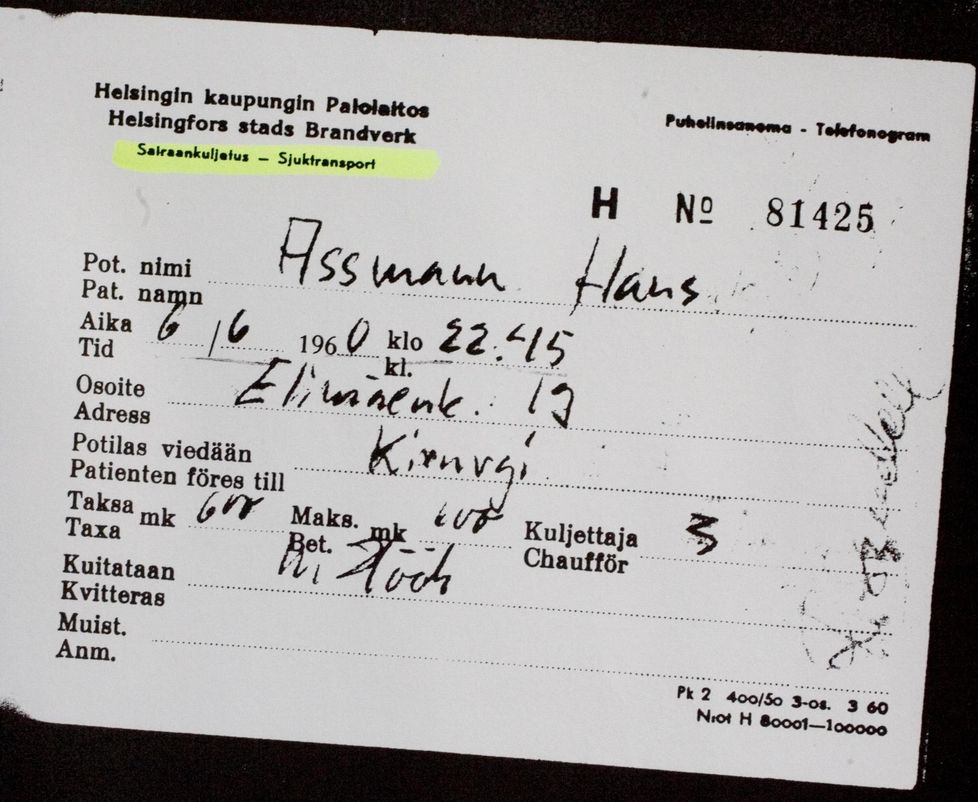 Helsingin kaupungin Palolaitos
Helsingfors stads Brandverk
Sairaankuljetus – Sjuktransport
Puhelinsanoma - Telefonogram
H Nº 81425
Pot. nimi Assmann Hans
Pat. namn
Aika 6/6 1960 klo 22.45
Tid kl.
Osoite Elimäenk. 19
Adress
Potilas viedään Kirurgi
Patienten föres till
Taksa mk 600 Maks. mk 600 Kuljettaja 3
Taxa Bet. Chaufför
Kuitataan
Kvitteras
Muist.
Anm.
Pk 2 400/50 3-os. 3 60
N:ot H 80001—100000